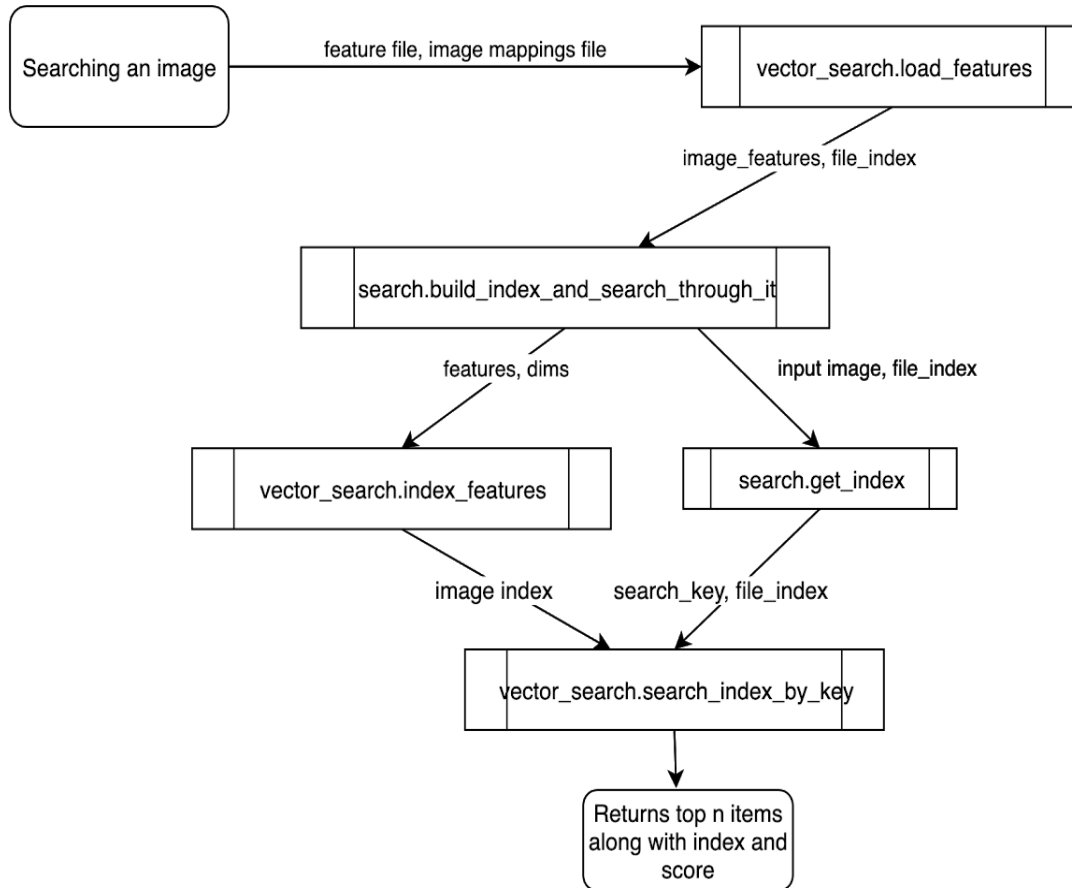 Searching an image
feature file, image mappings file
vector_search.load_features
image_features, file_index
search.build_index_and_search_through_it
features, dims
input image, file_index
vector_search.index_features
search.get_index
image index
search_key, file_index
vector_search.search_index_by_key
Returns top n items
along with index and
score